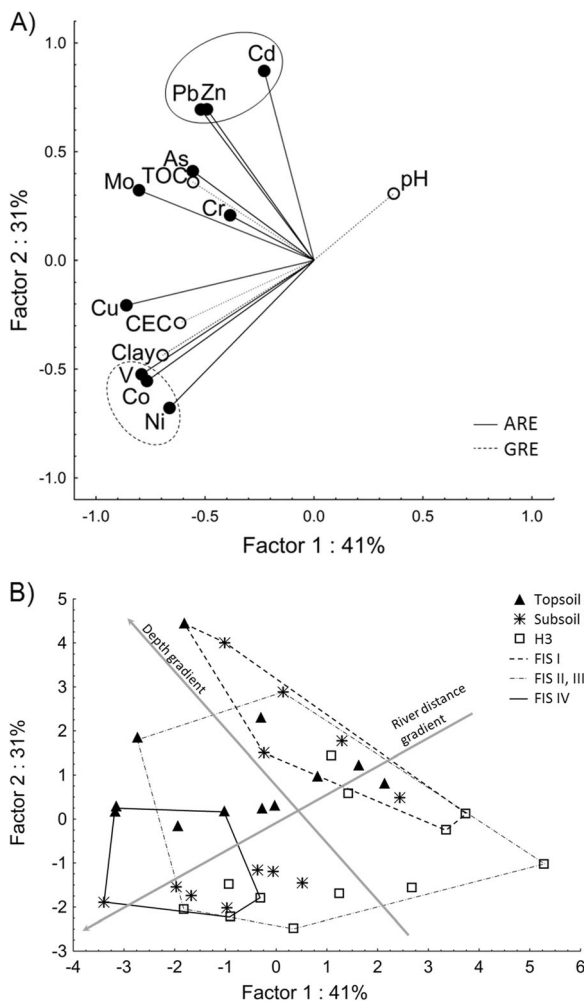 A)
1.0
0.5
0.0
-0.5
-1.0
Factor 2 : 31%
Cd
Pb Zn
As
TOC
Mo
Cr
pH
Cu
CEC
Clay
V
Co
Ni
ARE
GRE
-1.0 -0.5 0.0 0.5 1.0
Factor 1 : 41%
B)
5
4
3
2
1
0
-1
-2
-3
Factor 2 : 31%
Depth gradient
River distance
gradient
Topsoil
Subsoil
H3
FIS I
FIS II, III
FIS IV
-4 -3 -2 -1 0 1 2 3 4 5 6
Factor 1 : 41%